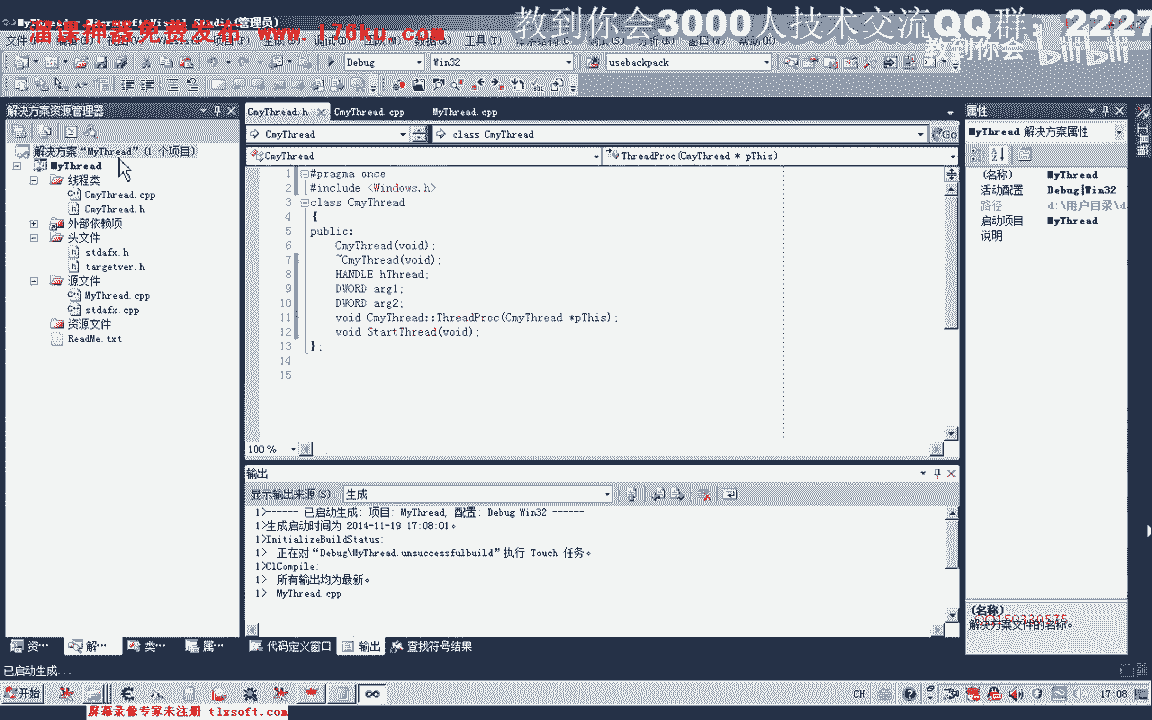 溜课神器免费发布 www.17oku.com
教到你会3000人技术交流QQ群: 2227
教到你会 bilibili
工具(T)
Debug
Win32
usebackpack
解决方案资源管理器
解决方案“MyThread”(1 个项目)
MyThread
线程类
CmyThread.cpp
CmyThread.h
外部依赖项
头文件
stdafx.h
targetver.h
源文件
MyThread.cpp
stdafx.cpp
资源文件
ReadMe.txt
CmyThread.h
CmyThread.cpp
MyThread.cpp
CmyThread
class CmyThread
Go
CmyThread
ThreadProc(CmyThread * pThis)
1 #pragma once
2 #include <Windows.h>
3 class CmyThread
4 {
5 public:
6 CmyThread(void);
7 ~CmyThread(void);
8 HANDLE hThread;
9 DWORD arg1;
10 DWORD arg2;
11 void CmyThread::ThreadProc(CmyThread *pThis);
12 void StartThread(void);
13 };
14
15
100 %
输出
显示输出来源(S): 生成
1>------ 已启动生成: 项目: MyThread, 配置: Debug Win32 ------
1>生成启动时间为 2014-11-19 17:08:01。
1>InitializeBuildStatus:
1> 正在对“Debug\MyThread.unsuccessfulbuild”执行 Touch 任务。
1>ClCompile:
1> 所有输出均为最新。
1> MyThread.cpp
属性
MyThread 解决方案属性
(名称) MyThread
活动配置 Debug|Win32
路径 d:\用户目录\d
启动项目 MyThread
说明
(名称)
解决方案文件的名称。
资...
解...
类...
属...
代码定义窗口
输出
查找符号结果
已启动生成...
开始
CH
17:08
屏幕录像专家未注册 tlxsoft.com